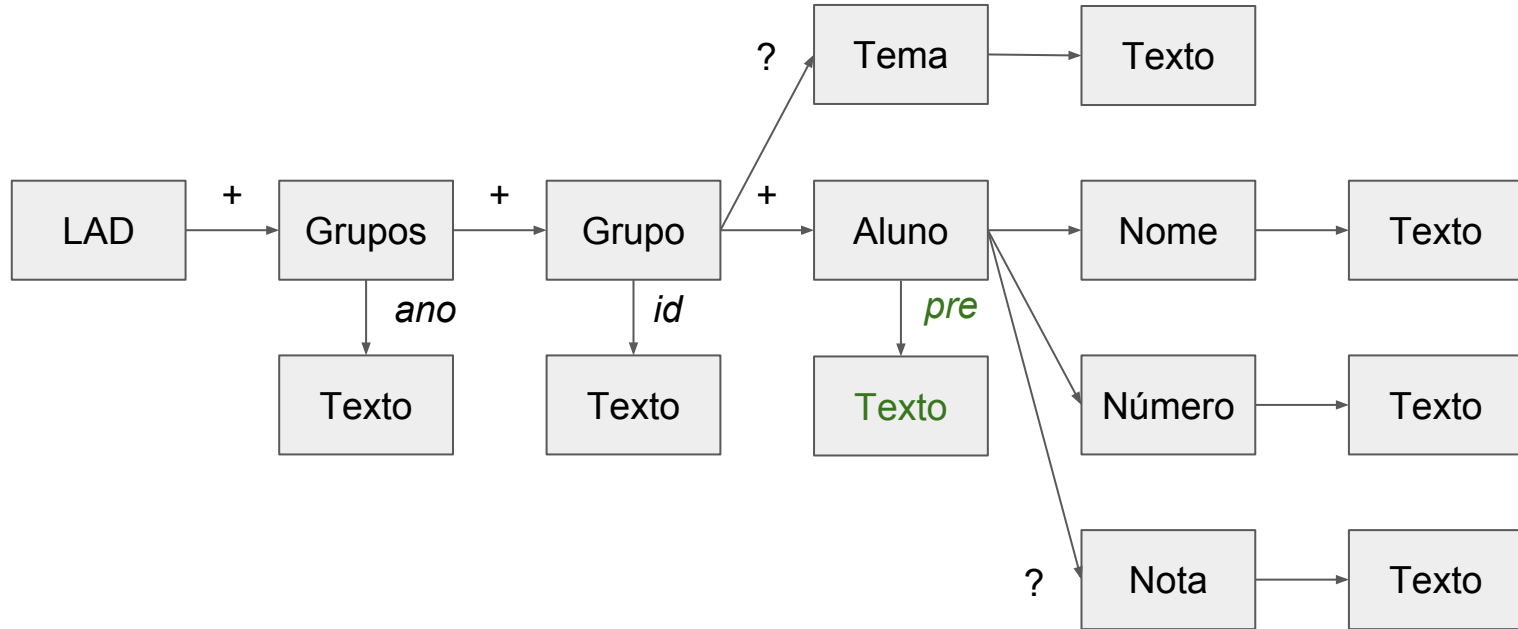 ? Tema Texto
LAD + Grupos + Grupo + Aluno Nome Texto
ano id pre
Texto Texto Texto Número Texto
? Nota Texto